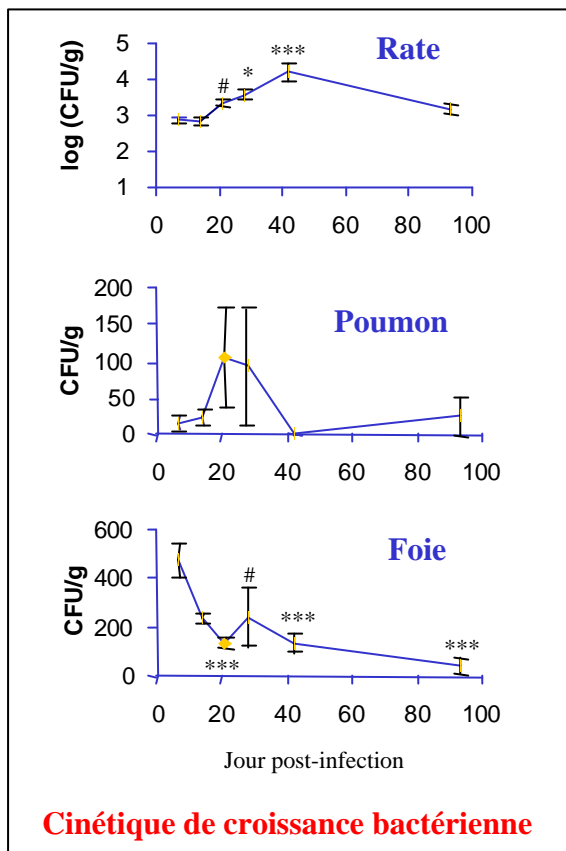 Rate
log (CFU/g)
5
4
3
2
1
# * ***
0 20 40 60 80 100
Poumon
CFU/g
200
150
100
50
0
0 20 40 60 80 100
Foie
CFU/g
600
400
200
0
#
***
***
***
0 20 40 60 80 100
Jour post-infection
Cinétique de croissance bactérienne